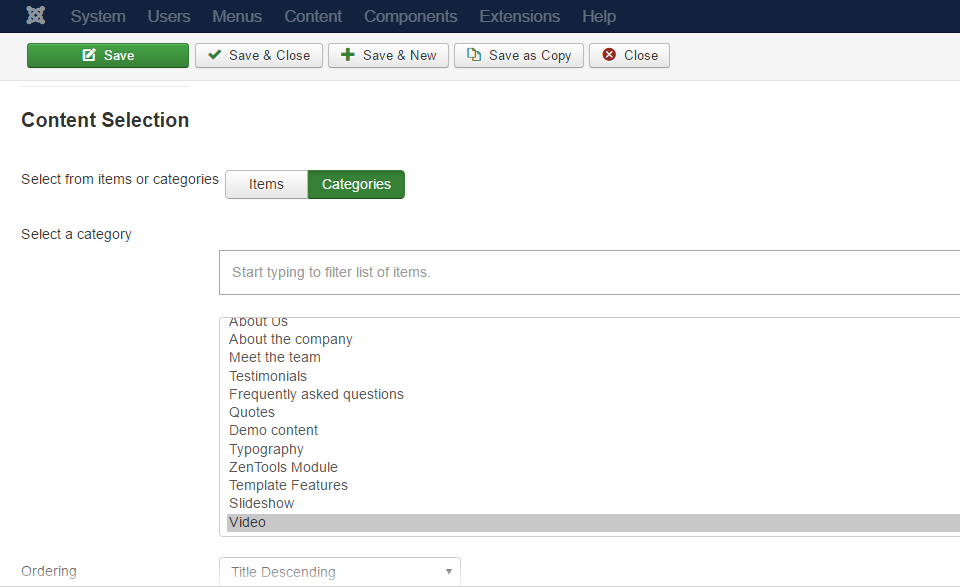 System Users Menus Content Components Extensions Help
Save Save & Close Save & New Save as Copy Close
Content Selection
Select from items or categories Items Categories
Select a category
Start typing to filter list of items.
About Us
About the company
Meet the team
Testimonials
Frequently asked questions
Quotes
Demo content
Typography
ZenTools Module
Template Features
Slideshow
Video
Ordering Title Descending